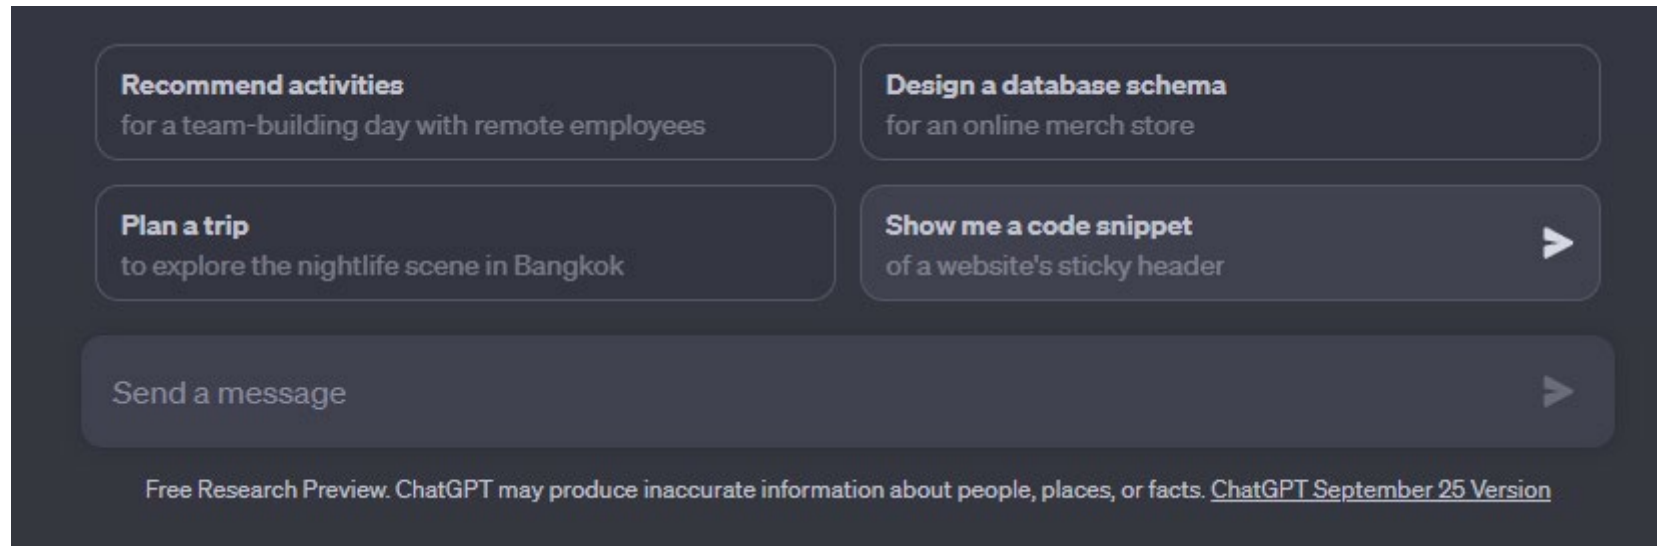 Recommend activities
for a team-building day with remote employees
Design a database schema
for an online merch store
Plan a trip
to explore the nightlife scene in Bangkok
Show me a code snippet
of a website's sticky header
Send a message
Free Research Preview. ChatGPT may produce inaccurate information about people, places, or facts. ChatGPT September 25 Version